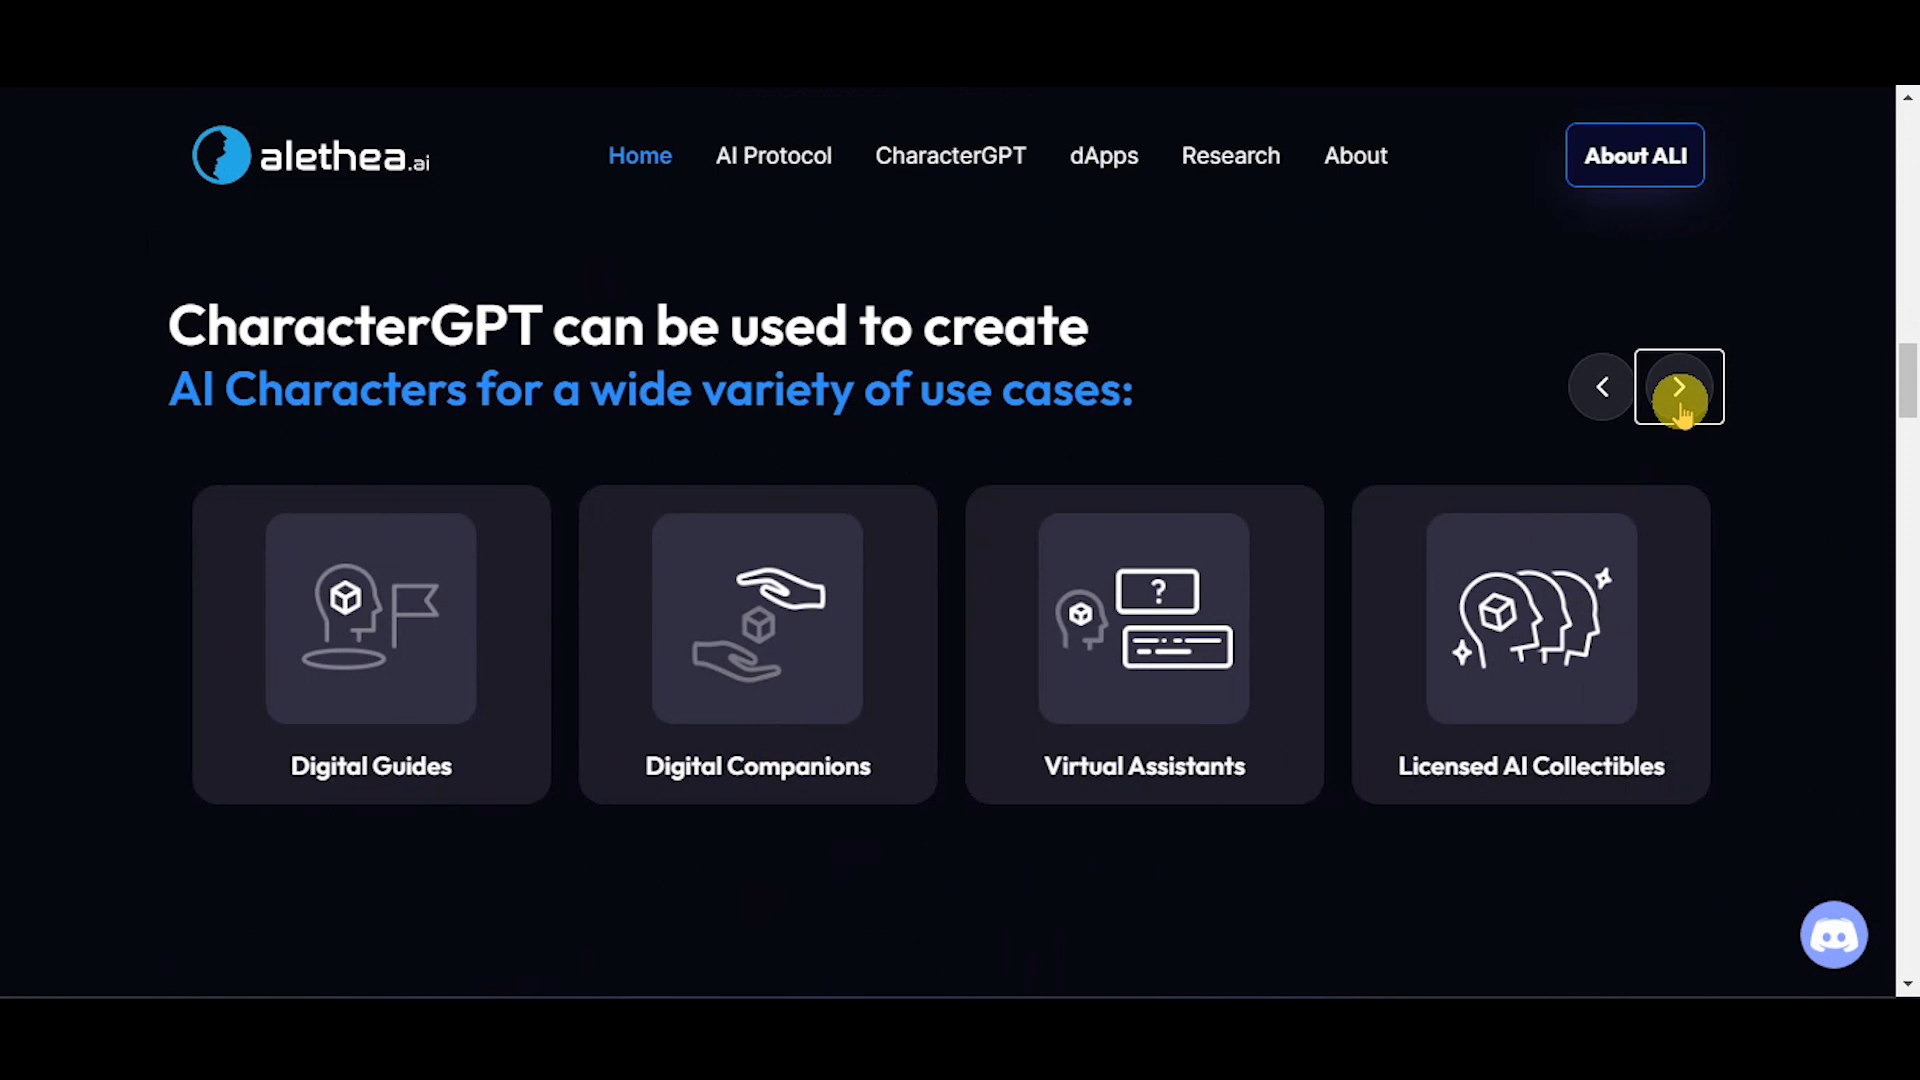 alethea.ai
Home
AI Protocol
CharacterGPT
dApps
Research
About
About ALI
CharacterGPT can be used to create
AI Characters for a wide variety of use cases:
?
Digital Guides
Digital Companions
Virtual Assistants
Licensed AI Collectibles